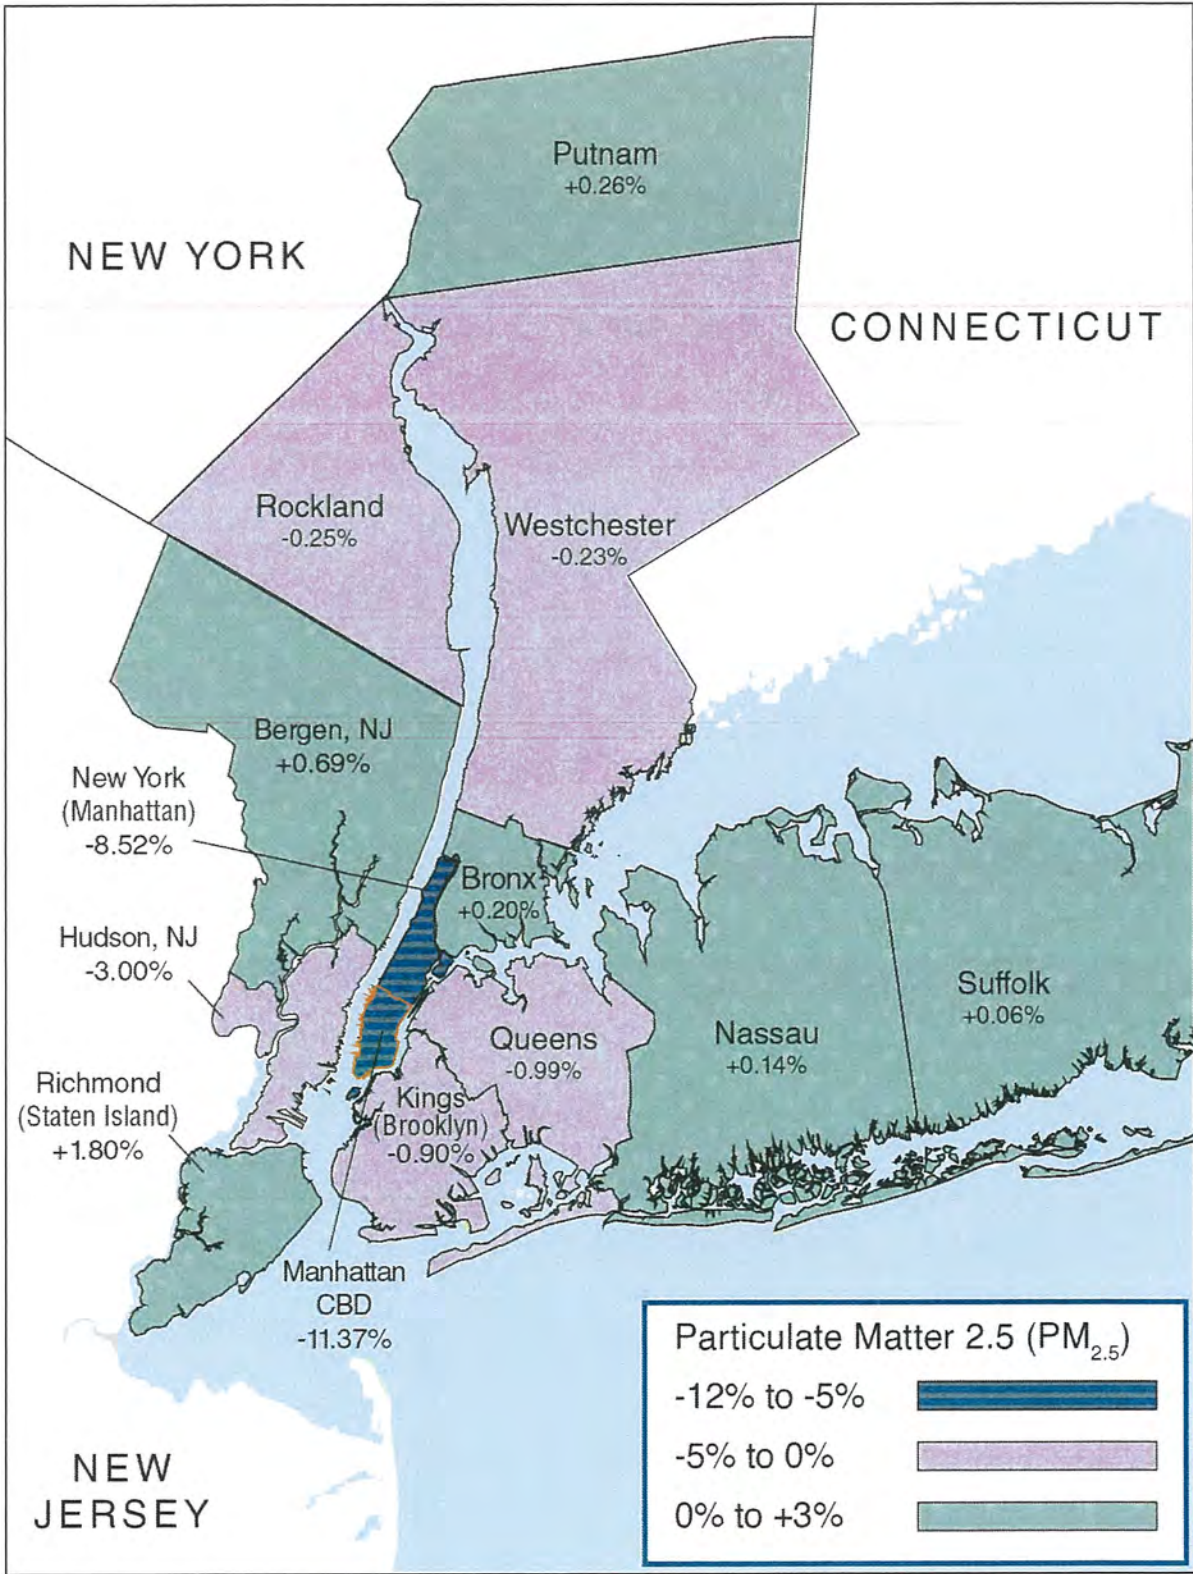 Putnam
+0.26%
NEW YORK
CONNECTICUT
Rockland
-0.25%
Westchester
-0.23%
Bergen, NJ
+0.69%
New York
(Manhattan)
-8.52%
Bronx
+0.20%
Hudson, NJ
-3.00%
Suffolk
+0.06%
Queens
-0.99%
Nassau
+0.14%
Richmond
(Staten Island)
+1.80%
Kings
(Brooklyn)
-0.90%
Manhattan
CBD
-11.37%
Particulate Matter 2.5 (PM2.5)
-12% to -5%
-5% to 0%
0% to +3%
NEW
JERSEY